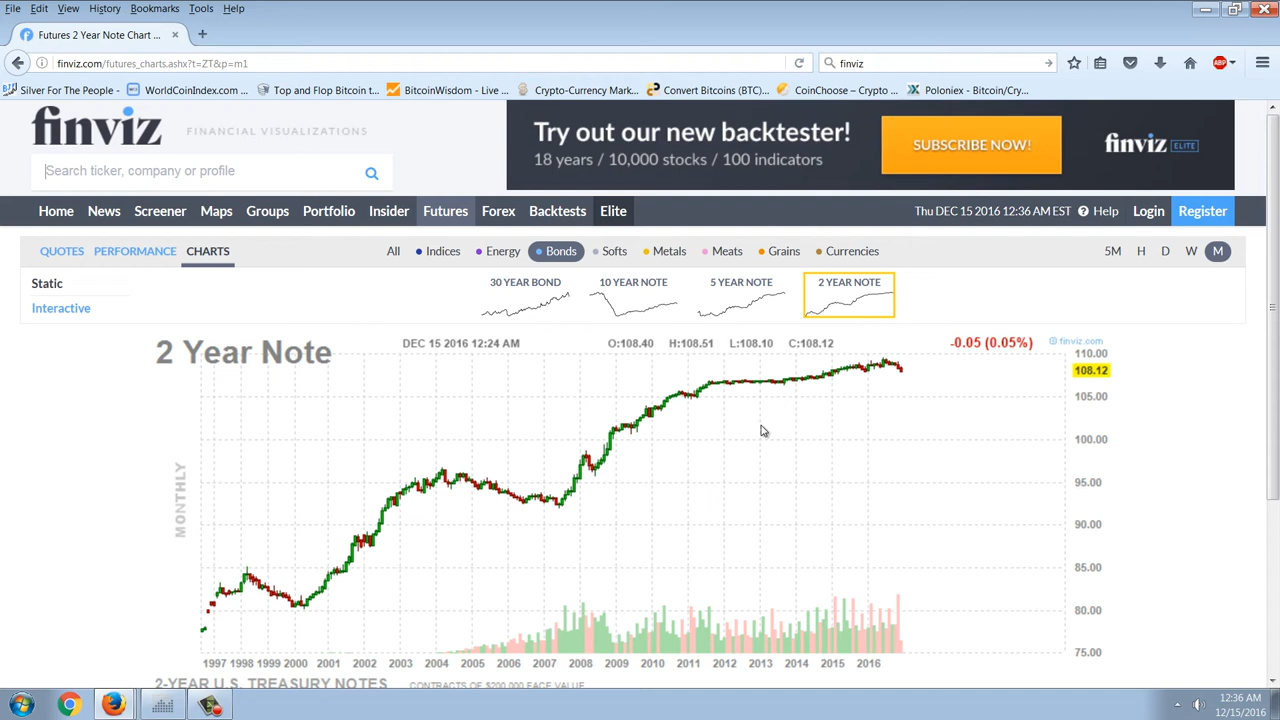 File Edit View History Bookmarks Tools Help
Futures 2 Year Note Chart ...
finviz.com/futures_charts.ashx?t=ZT&p=m1
finviz
Silver For The People - WorldCoinIndex.com ... Top and Flop Bitcoin t... BitcoinWisdom - Live ... Crypto-Currency Mark... Convert Bitcoins (BTC)... CoinChoose – Crypto ... Poloniex - Bitcoin/Cry...
finviz FINANCIAL VISUALIZATIONS
Try out our new backtester!
18 years / 10,000 stocks / 100 indicators
SUBSCRIBE NOW!
finviz ELITE
Search ticker, company or profile
Home News Screener Maps Groups Portfolio Insider Futures Forex Backtests Elite
Thu DEC 15 2016 12:36 AM EST Help Login Register
QUOTES PERFORMANCE CHARTS
All Indices Energy Bonds Softs Metals Meats Grains Currencies
5M H D W M
Static
Interactive
30 YEAR BOND 10 YEAR NOTE 5 YEAR NOTE 2 YEAR NOTE
2 Year Note
DEC 15 2016 12:24 AM O:108.40 H:108.51 L:108.10 C:108.12
-0.05 (0.05%)
© finviz.com
110.00
108.12
105.00
100.00
95.00
90.00
85.00
80.00
75.00
MONTHLY
1997 1998 1999 2000 2001 2002 2003 2004 2005 2006 2007 2008 2009 2010 2011 2012 2013 2014 2015 2016
2-YEAR U.S. TREASURY NOTES CONTRACTS OF $200,000 FACE VALUE
ABP
12:36 AM
12/15/2016